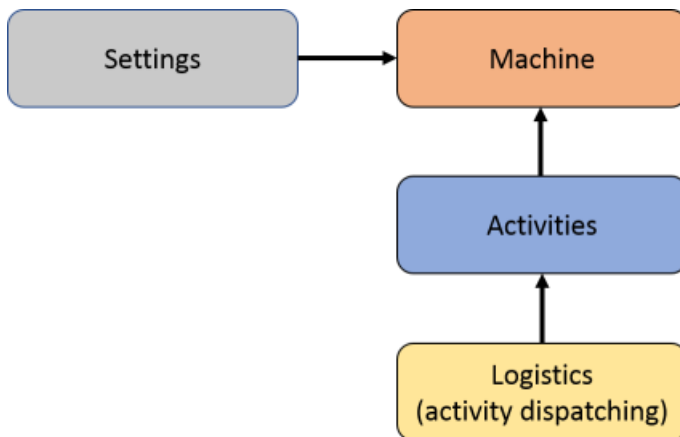 Settings
Machine
Activities
Logistics
(activity dispatching)